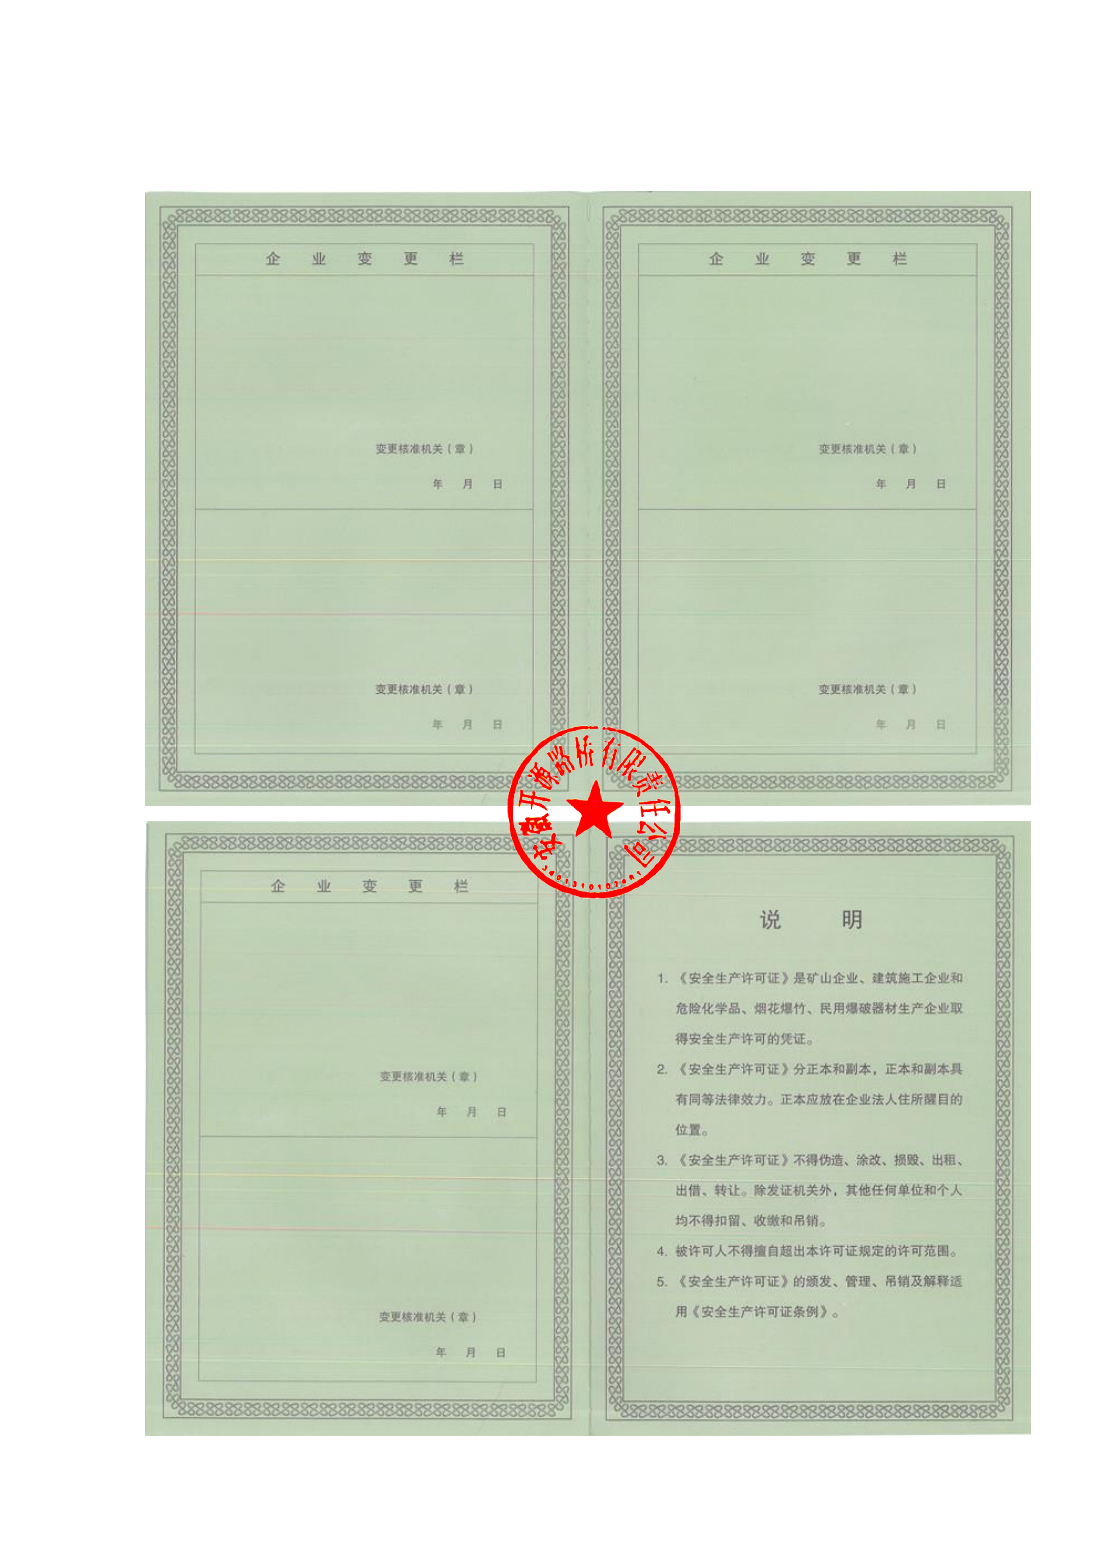 企业变更栏
变更核准机关（章）
年 月 日
变更核准机关（章）
年 月 日
企业变更栏
变更核准机关（章）
年 月 日
变更核准机关（章）
年 月 日
安徽开源路桥有限责任公司
企业变更栏
变更核准机关（章）
年 月 日
变更核准机关（章）
年 月 日
说 明
1. 《安全生产许可证》是矿山企业、建筑施工企业和
危险化学品、烟花爆竹、民用爆破器材生产企业取
得安全生产许可的凭证。
2. 《安全生产许可证》分正本和副本，正本和副本具
有同等法律效力。正本应放在企业法人住所醒目的
位置。
3. 《安全生产许可证》不得伪造、涂改、损毁、出租、
出借、转让。除发证机关外，其他任何单位和个人
均不得扣留、收缴和吊销。
4. 被许可人不得擅自超出本许可证规定的许可范围。
5. 《安全生产许可证》的颁发、管理、吊销及解释适
用《安全生产许可证条例》。